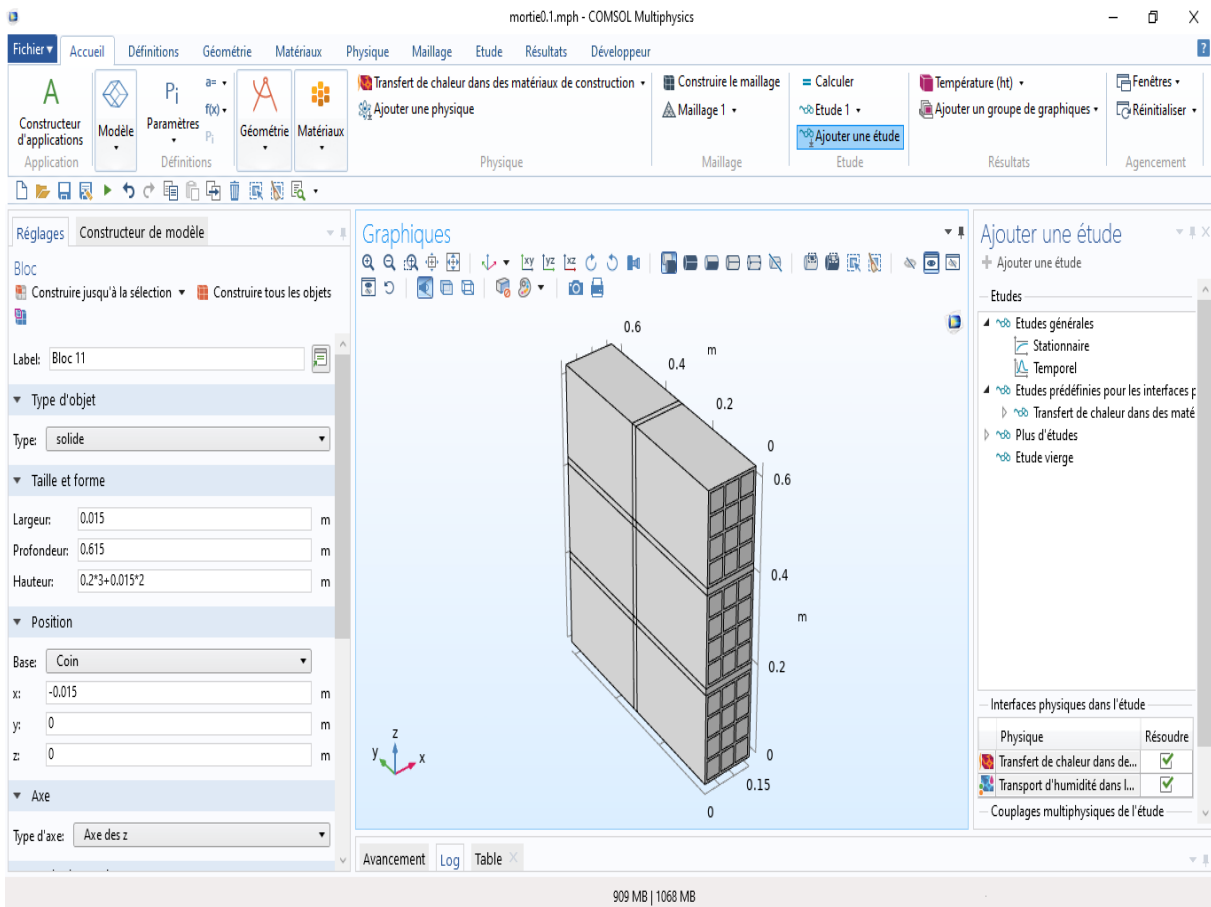 mortie0.1.mph - COMSOL Multiphysics
Fichier Accueil Définitions Géométrie Matériaux Physique Maillage Etude Résultats Développeur
?
A
Constructeur d'applications
Application
Modèle
Pi
Paramètres
a=
f(x)
Pi
Définitions
Géométrie
Matériaux
Transfert de chaleur dans des matériaux de construction
Ajouter une physique
Physique
Construire le maillage
Maillage 1
Maillage
= Calculer
Etude 1
Ajouter une étude
Etude
Température (ht)
Ajouter un groupe de graphiques
Résultats
Fenêtres
Réinitialiser
Agencement
Réglages Constructeur de modèle
Bloc
Construire jusqu'à la sélection Construire tous les objets
Label: Bloc 11
Type d'objet
Type: solide
Taille et forme
Largeur: 0.015 m
Profondeur: 0.615 m
Hauteur: 0.2*3+0.015*2 m
Position
Base: Coin
x: -0.015 m
y: 0 m
z: 0 m
Axe
Type d'axe: Axe des z
Graphiques
xy yz xz
0.6
m
0.4
0.2
0
0.6
0.4
m
0.2
0
0.15
0
z
y
x
Avancement Log Table
Ajouter une étude
Ajouter une étude
Etudes
Etudes générales
Stationnaire
Temporel
Etudes prédéfinies pour les interfaces p
Transfert de chaleur dans des maté
Plus d'études
Etude vierge
Interfaces physiques dans l'étude
Physique Résoudre
Transfert de chaleur dans de...
Transport d'humidité dans l...
Couplages multiphysiques de l'étude
909 MB | 1068 MB